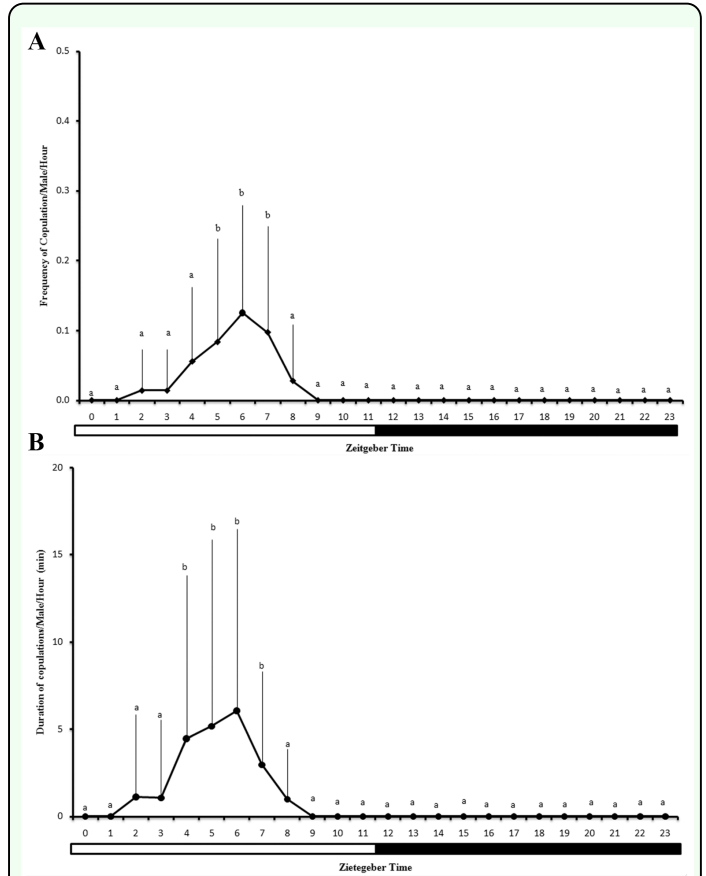 A
Frequency of Copulation/Male/Hour
0.5
0.4
0.3
0.2
0.1
0.0
a a a a a b b b a a a a a a a a a a a a a a a a
0 1 2 3 4 5 6 7 8 9 10 11 12 13 14 15 16 17 18 19 20 21 22 23
Zeitgeber Time
B
Duration of copulations/Male/Hour (min)
20
15
10
5
0
a a a a b b b b a a a a a a a a a a a a a a a a
0 1 2 3 4 5 6 7 8 9 10 11 12 13 14 15 16 17 18 19 20 21 22 23
Zietegeber Time